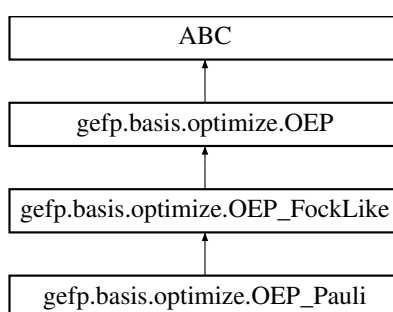 ABC
gefp.basis.optimize.OEP
gefp.basis.optimize.OEP_FockLike
gefp.basis.optimize.OEP_Pauli